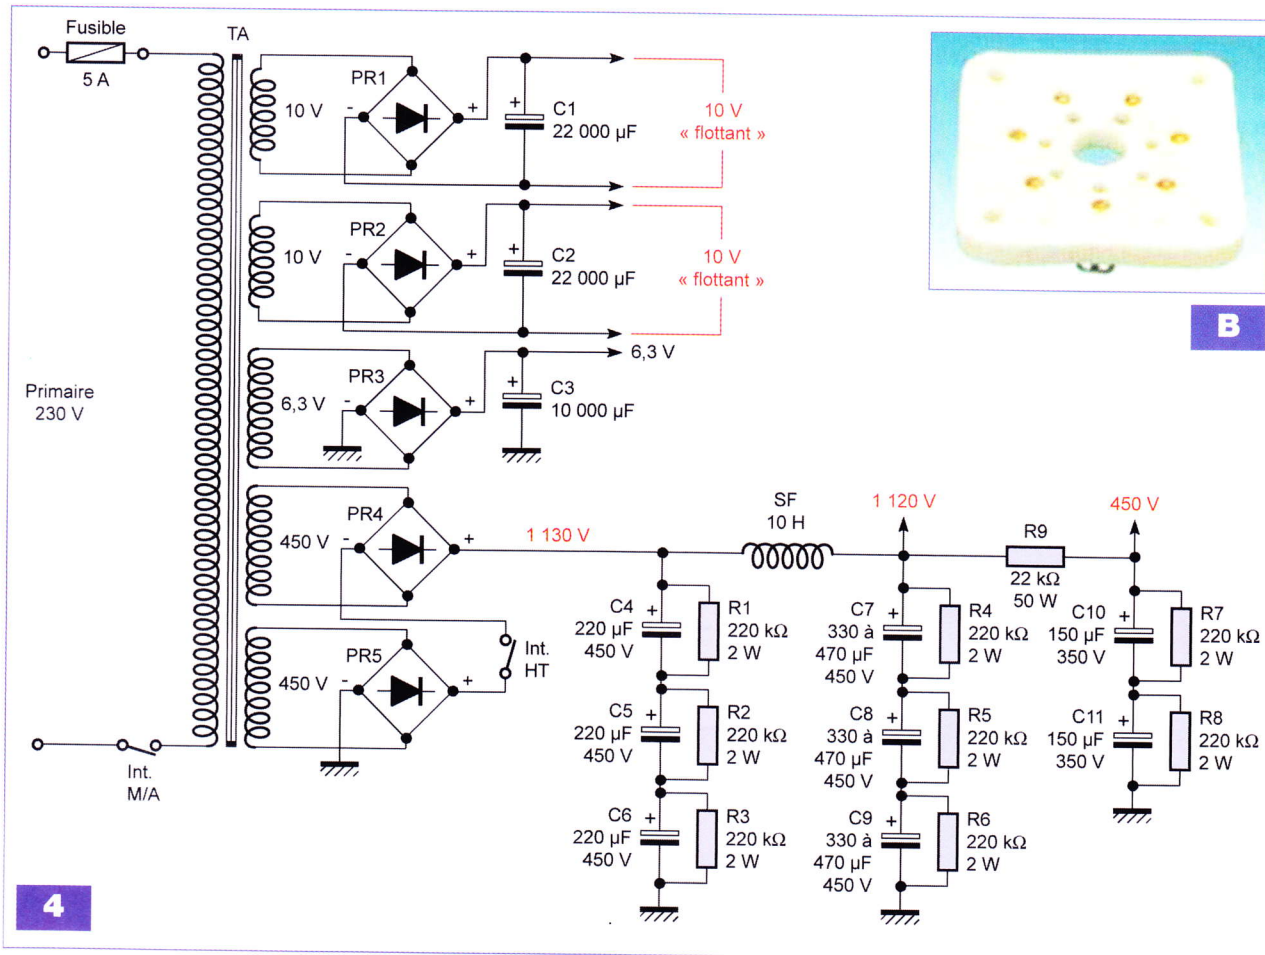 Fusible
5 A
TA
10 V
PR1
-
+
+
C1
22 000 µF
10 V
« flottant »
10 V
PR2
-
+
+
C2
22 000 µF
10 V
« flottant »
B
Primaire
230 V
6,3 V
PR3
-
+
6,3 V
C3
10 000 µF
450 V
PR4
-
+
1 130 V
SF
10 H
1 120 V
R9
22 kΩ
50 W
450 V
450 V
PR5
-
+
Int.
HT
Int.
M/A
C4
220 µF
450 V
+
R1
220 kΩ
2 W
C5
220 µF
450 V
+
R2
220 kΩ
2 W
C6
220 µF
450 V
+
R3
220 kΩ
2 W
C7
330 à
470 µF
450 V
+
R4
220 kΩ
2 W
C8
330 à
470 µF
450 V
+
R5
220 kΩ
2 W
C9
330 à
470 µF
450 V
+
R6
220 kΩ
2 W
C10
150 µF
350 V
+
R7
220 kΩ
2 W
C11
150 µF
350 V
+
R8
220 kΩ
2 W
4